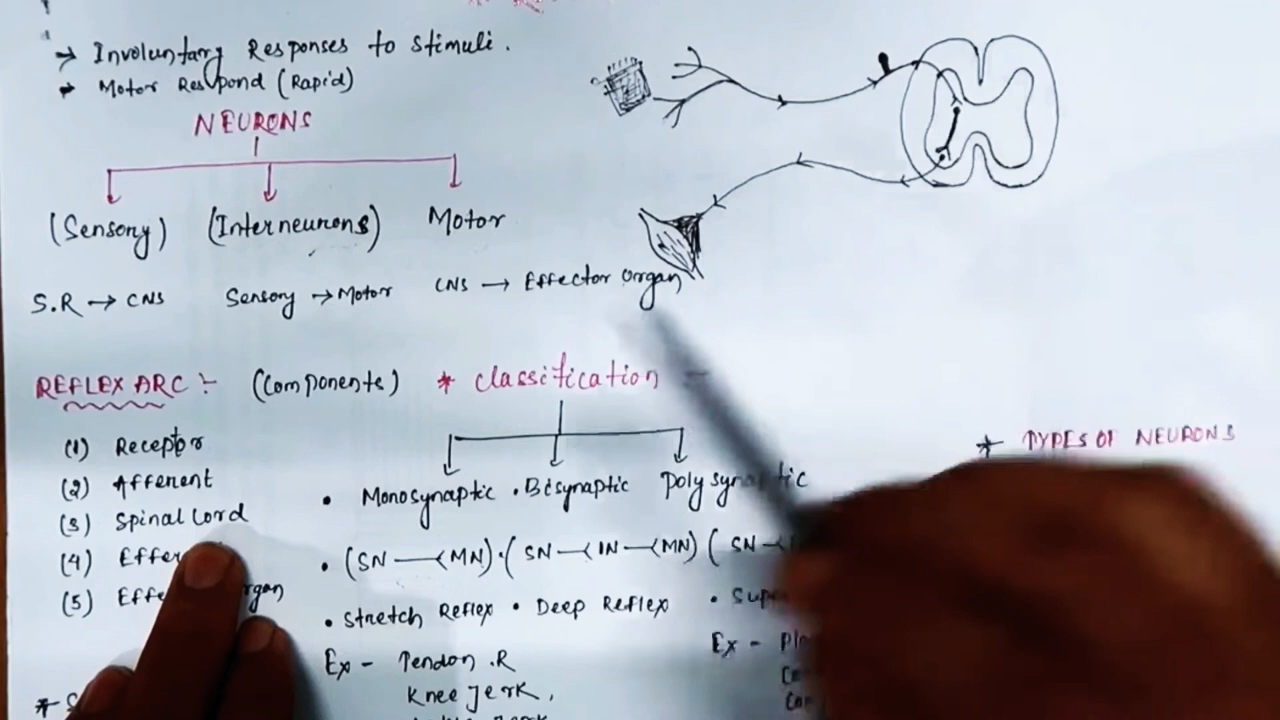 → Involuntary Responses to Stimuli.
→ Motor Respond (Rapid)
NEURONS
(Sensory) (Interneurons) Motor
S.R → CNS Sensory → Motor CNS → Effector organ
REFLEX ARC :- (Components) * Classification
(1) Receptor
(2) Afferent
(3) Spinal Cord
(4)
(5)
• Monosynaptic • Bisynaptic Polysynaptic
• (SN —< MN) • (SN —< IN —< MN) (SN —<
• Stretch Reflex • Deep Reflex •
Ex - Tendon .R
Knee Jerk,
Ex -
* TYPES OF NEURONS